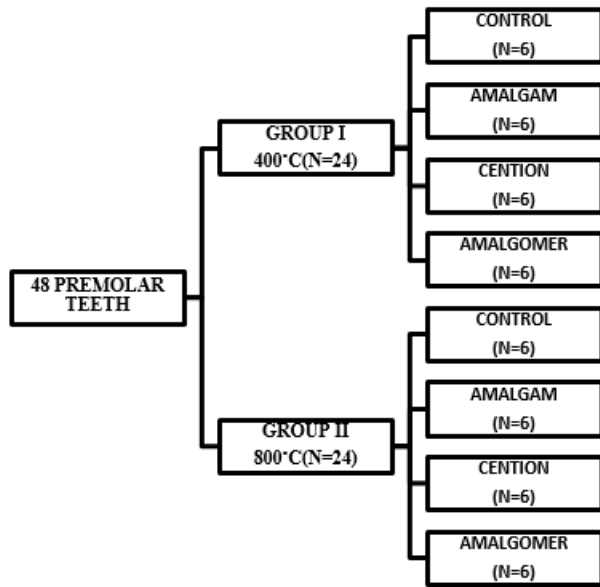 48 PREMOLAR
TEETH
GROUP I
400°C(N=24)
CONTROL
(N=6)
AMALGAM
(N=6)
CENTION
(N=6)
AMALGOMER
(N=6)
GROUP II
800°C(N=24)
CONTROL
(N=6)
AMALGAM
(N=6)
CENTION
(N=6)
AMALGOMER
(N=6)